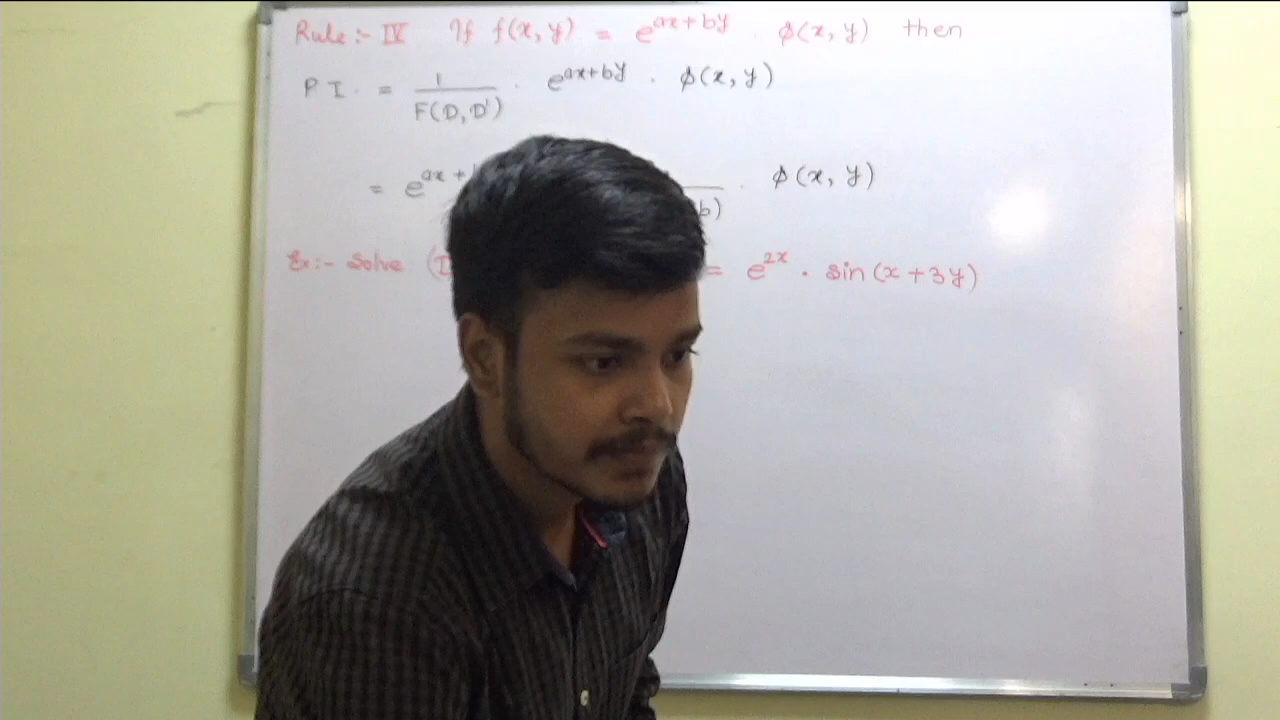 Rule:- IV If f(x, y) = e^{ax+by} . φ(x, y) then
P I. = 1/F(D, D') . e^{ax+by} . φ(x, y)
= e^{ax+ b) . φ(x, y)
Ex:- Solve ( = e^{2x} . sin(x+3y)